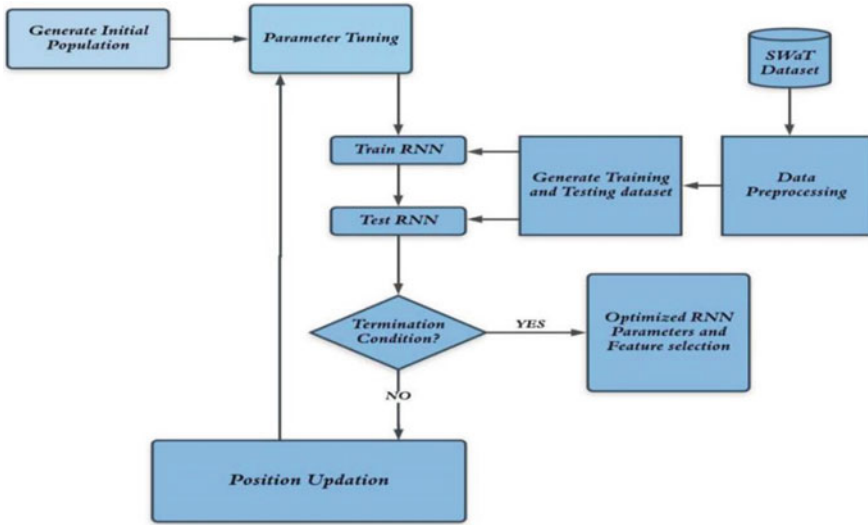 Generate Initial
Population
Parameter Tuning
SWaT
Dataset
Train RNN
Generate Training
and Testing dataset
Data
Preprocessing
Test RNN
Termination
Condition?
YES
Optimized RNN
Parameters and
Feature selection
NO
Position Updation